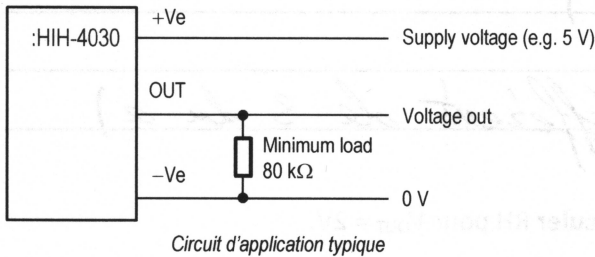 +Ve
:HIH-4030
Supply voltage (e.g. 5 V)
OUT
Voltage out
Minimum load
80 kΩ
−Ve
0 V
Circuit d'application typique